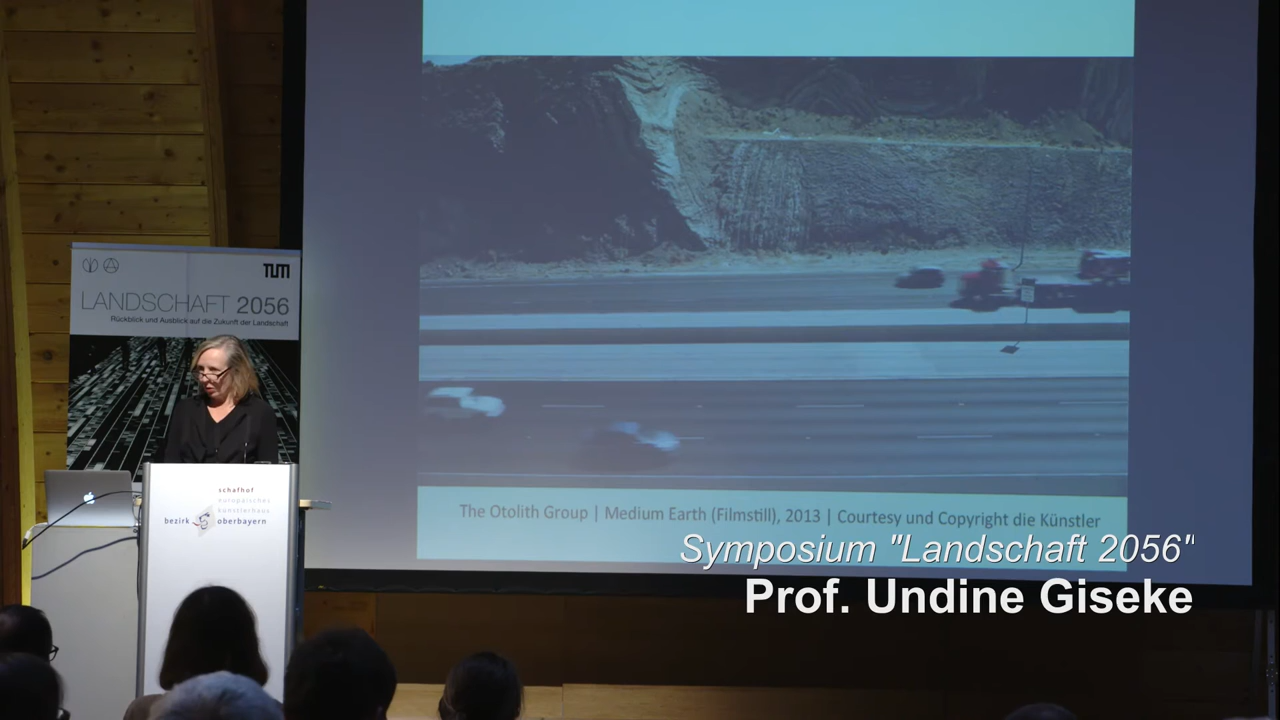 TUM
LANDSCHAFT 2056
Rückblick und Ausblick auf die Zukunft der Landschaft
schafhof
europäisches
künstlerhaus
bezirk oberbayern
The Otolith Group | Medium Earth (Filmstill), 2013 | Courtesy und Copyright die Künstler
Symposium "Landschaft 2056"
Prof. Undine Giseke